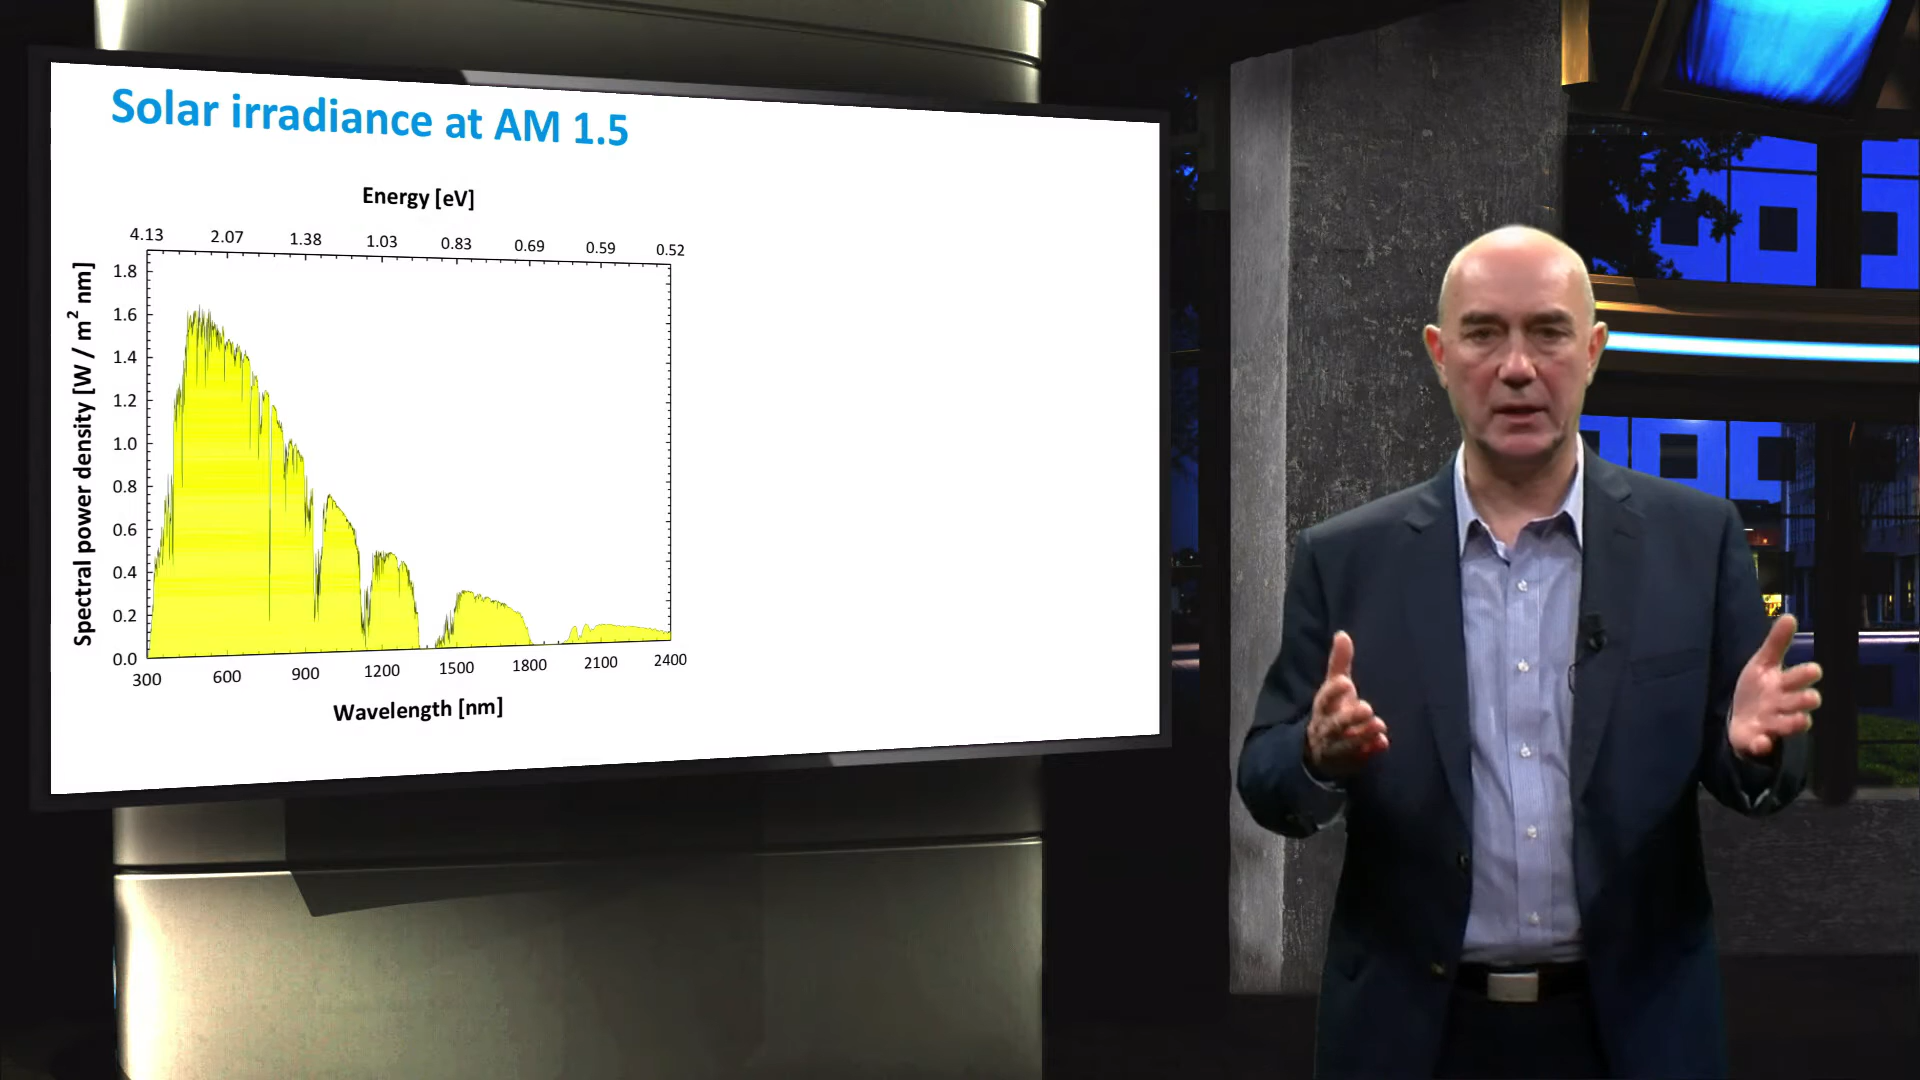 Solar irradiance at AM 1.5
Energy [eV]
4.13 2.07 1.38 1.03 0.83 0.69 0.59 0.52
Spectral power density [W / m² nm]
1.8
1.6
1.4
1.2
1.0
0.8
0.6
0.4
0.2
0.0
300 600 900 1200 1500 1800 2100 2400
Wavelength [nm]